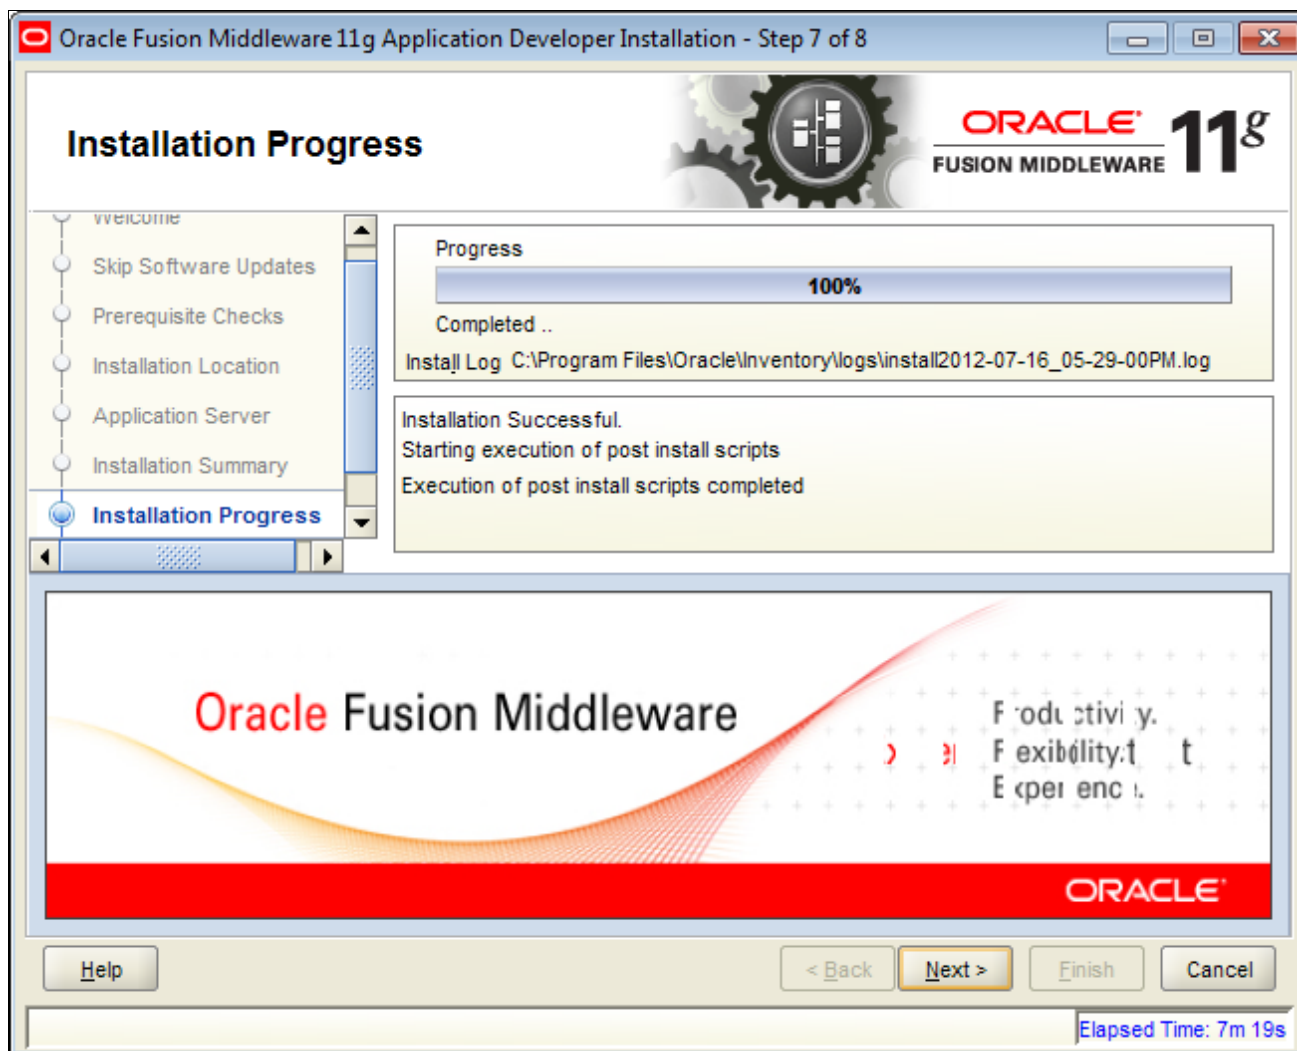 Oracle Fusion Middleware 11g Application Developer Installation - Step 7 of 8
Installation Progress
ORACLE
FUSION MIDDLEWARE
11g
Welcome
Skip Software Updates
Prerequisite Checks
Installation Location
Application Server
Installation Summary
Installation Progress
Progress
100%
Completed ..
Install Log C:\Program Files\Oracle\Inventory\logs\install2012-07-16_05-29-00PM.log
Installation Successful.
Starting execution of post install scripts
Execution of post install scripts completed
Oracle Fusion Middleware
ORACLE
Help
< Back
Next >
Finish
Cancel
Elapsed Time: 7m 19s